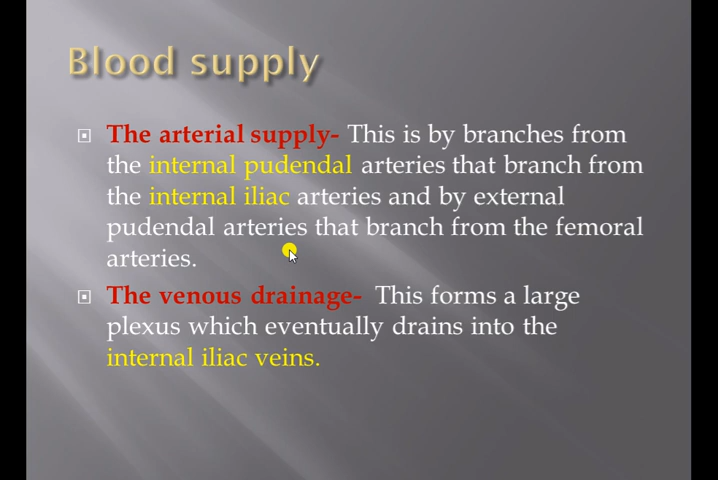 Blood supply
The arterial supply- This is by branches from
the internal pudendal arteries that branch from
the internal iliac arteries and by external
pudendal arteries that branch from the femoral
arteries.
The venous drainage- This forms a large
plexus which eventually drains into the
internal iliac veins.